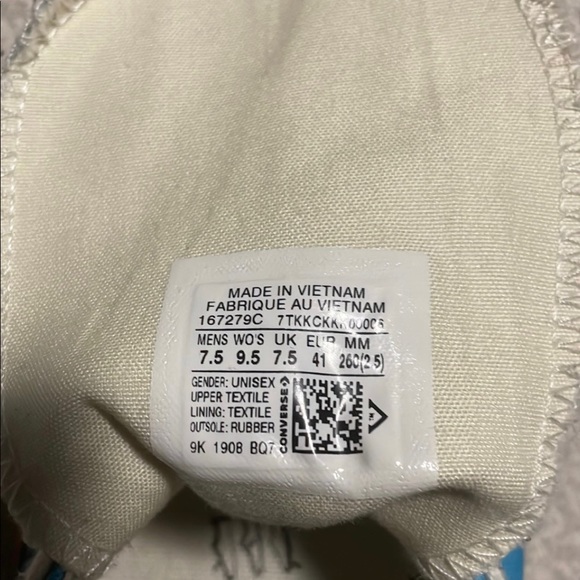 MADE IN VIETNAM
FABRIQUE AU VIETNAM
167279C
MENS WO'S UK EUR MM
7.5 9.5 7.5 41 260(2.5)
GENDER: UNISEX
UPPER TEXTILE
LINING: TEXTILE
OUTSOLE: RUBBER
CONVERSE
9K 1908 BQ7